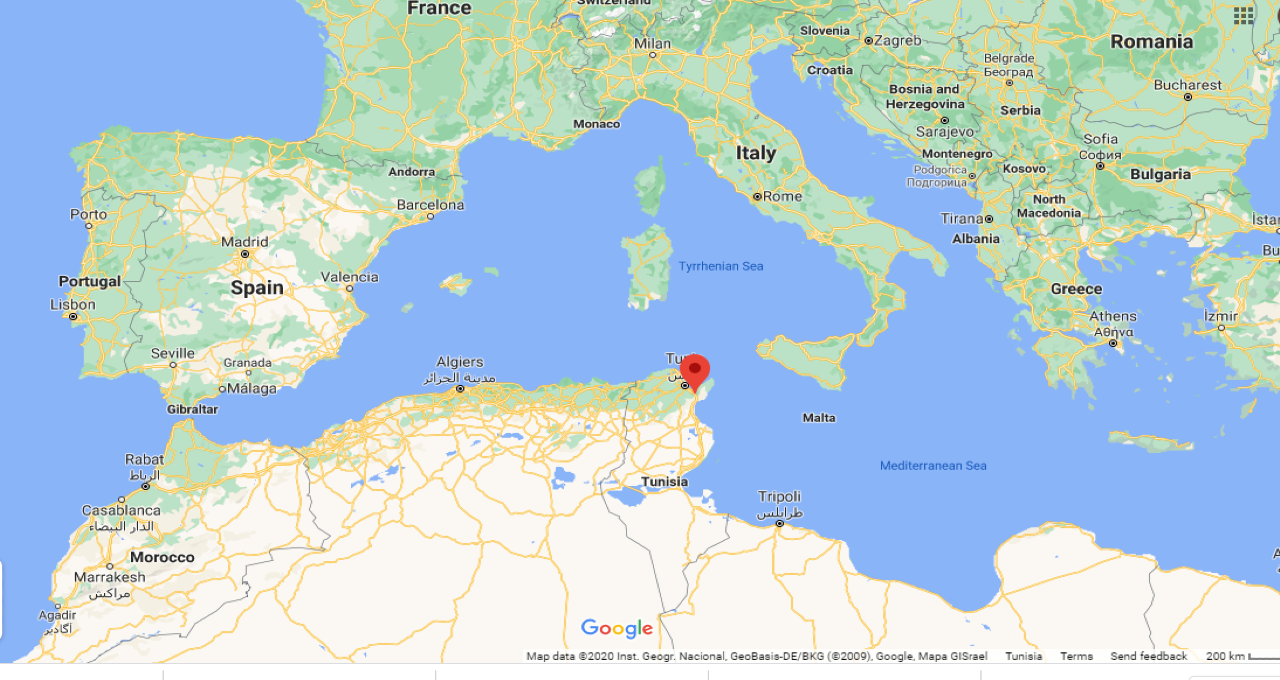 France
Switzerland
Milan
Slovenia
Zagreb
Romania
Croatia
Belgrade
Београд
Bosnia and
Herzegovina
Bucharest
Serbia
Monaco
Sarajevo
Italy
Sofia
София
Montenegro
Andorra
Podgorica
Подгорица
Kosovo
Bulgaria
Rome
North
Macedonia
Barcelona
Porto
Tirana
Albania
Madrid
Tyrrhenian Sea
Valencia
Portugal
Spain
Greece
Lisbon
Athens
Αθήνα
İzmir
Seville
Granada
Málaga
Algiers
مدينة الجزائر
Gibraltar
Malta
Rabat
الرباط
Mediterranean Sea
Tunisia
Tripoli
طرابلس
Casablanca
الدار البيضاء
Morocco
Marrakesh
مراكش
Agadir
أكادير
Google
Map data ©2020 Inst. Geogr. Nacional, GeoBasis-DE/BKG (©2009), Google, Mapa GISrael Tunisia Terms Send feedback 200 km